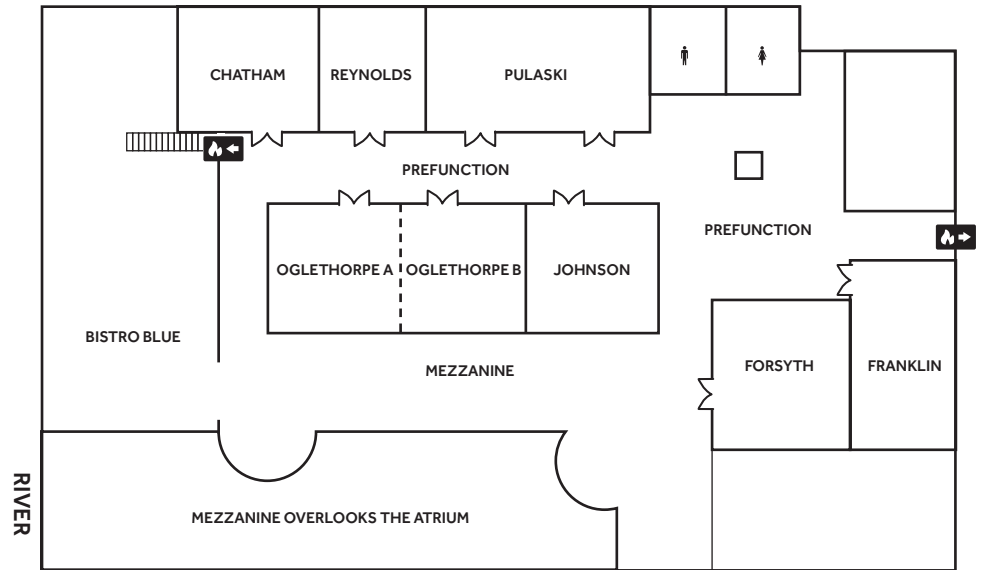 CHATHAM
REYNOLDS
PULASKI
PREFUNCTION
PREFUNCTION
OGLETHORPE A
OGLETHORPE B
JOHNSON
BISTRO BLUE
MEZZANINE
FORSYTH
FRANKLIN
RIVER
MEZZANINE OVERLOOKS THE ATRIUM